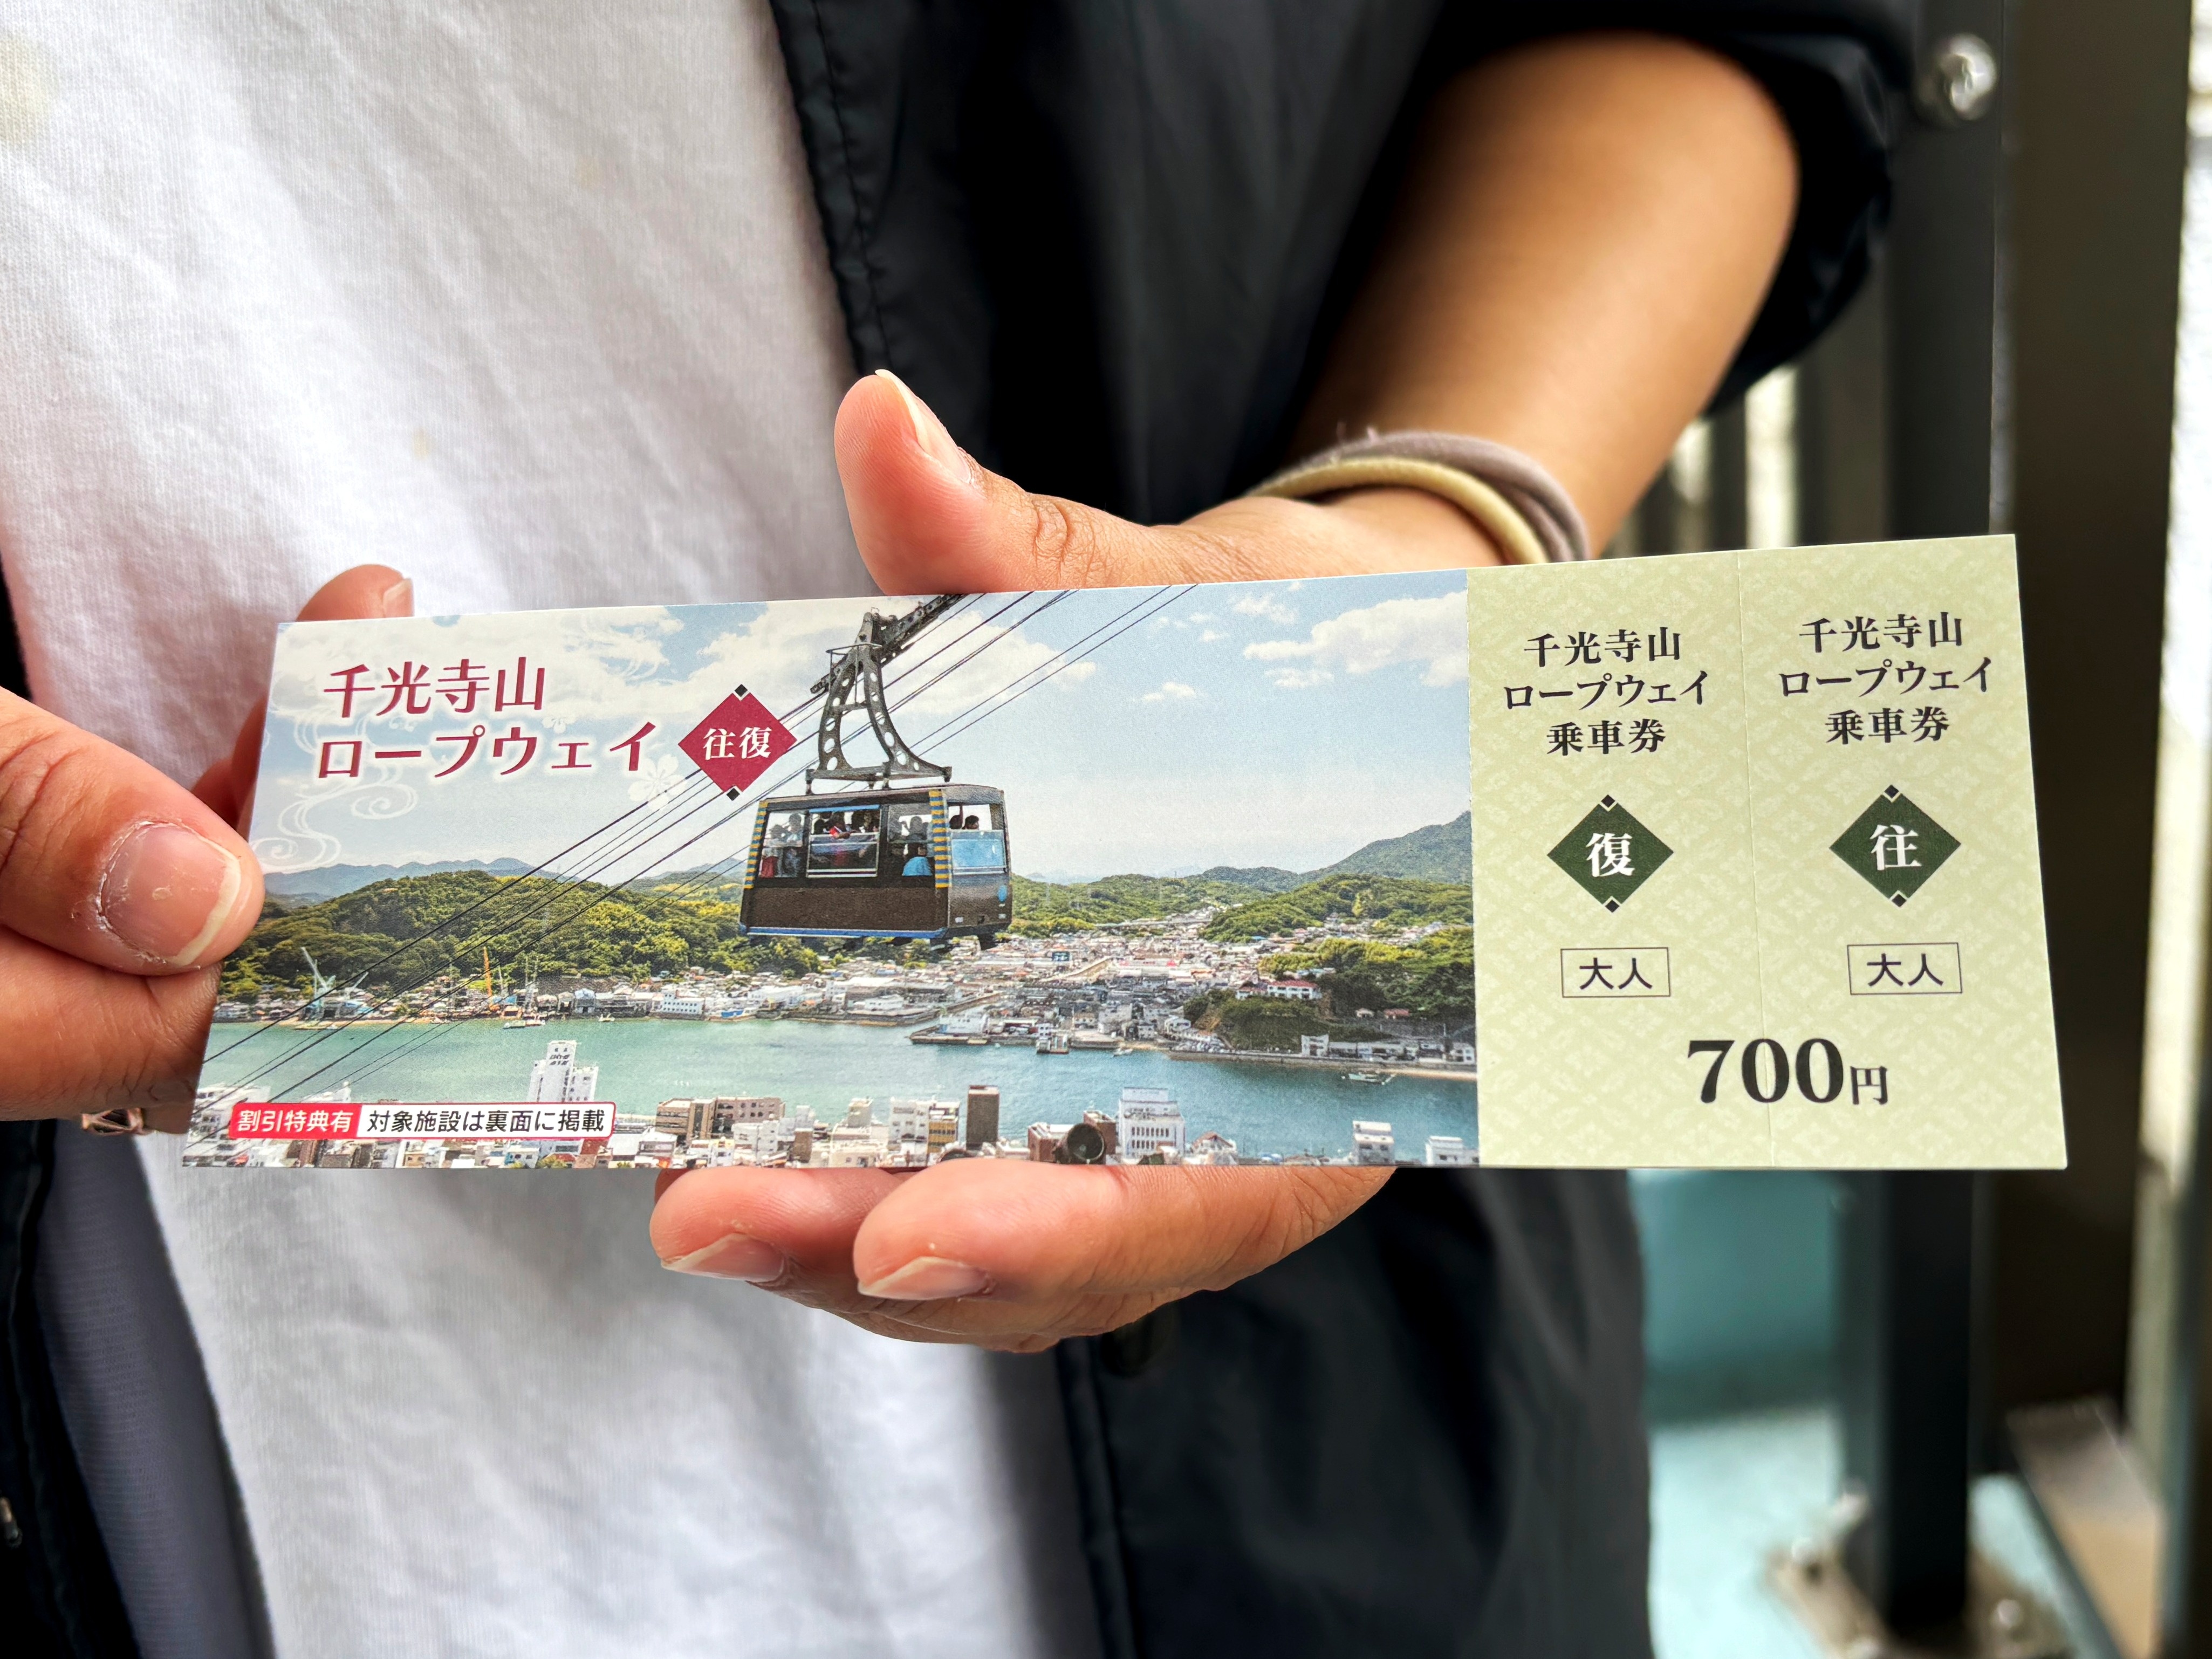 千光寺山
ロープウェイ
往復
割引特典有 対象施設は裏面に掲載
千光寺山
ロープウェイ
乗車券
復
大人
千光寺山
ロープウェイ
乗車券
往
大人
700円